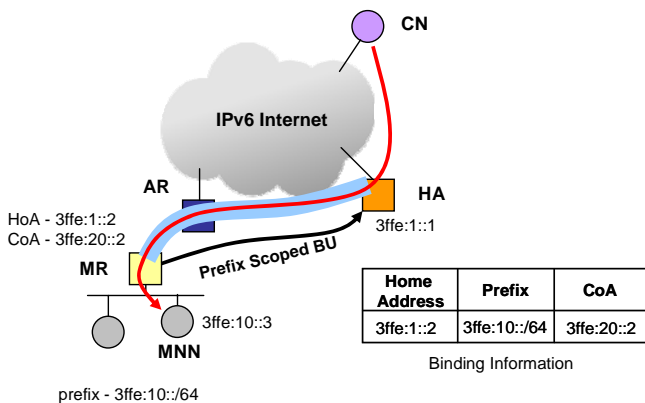 CN
IPv6 Internet
AR
HA
HoA - 3ffe:1::2
CoA - 3ffe:20::2
3ffe:1::1
MR
Prefix Scoped BU
3ffe:10::3
MNN
Home Address
Prefix
CoA
3ffe:1::2
3ffe:10::/64
3ffe:20::2
Binding Information
prefix - 3ffe:10::/64